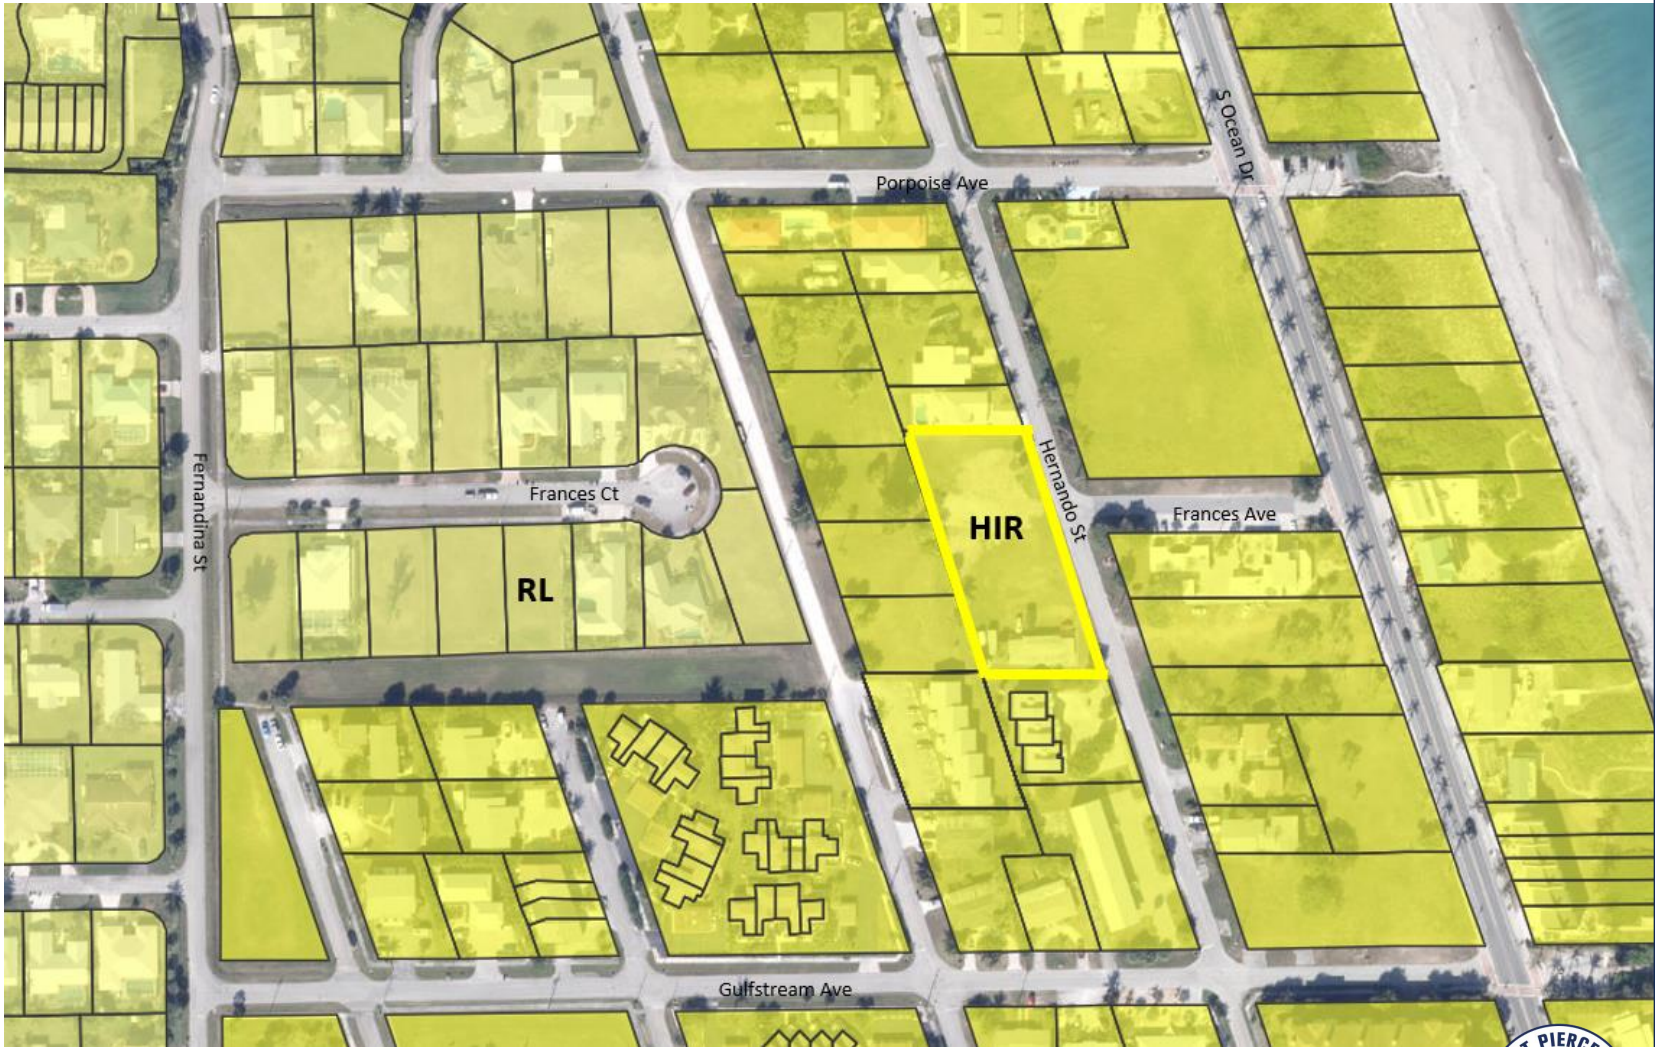 S Ocean Dr
Porpoise Ave
Hernando St
Fernandina St
Frances Ct
Frances Ave
HIR
RL
Gulfstream Ave